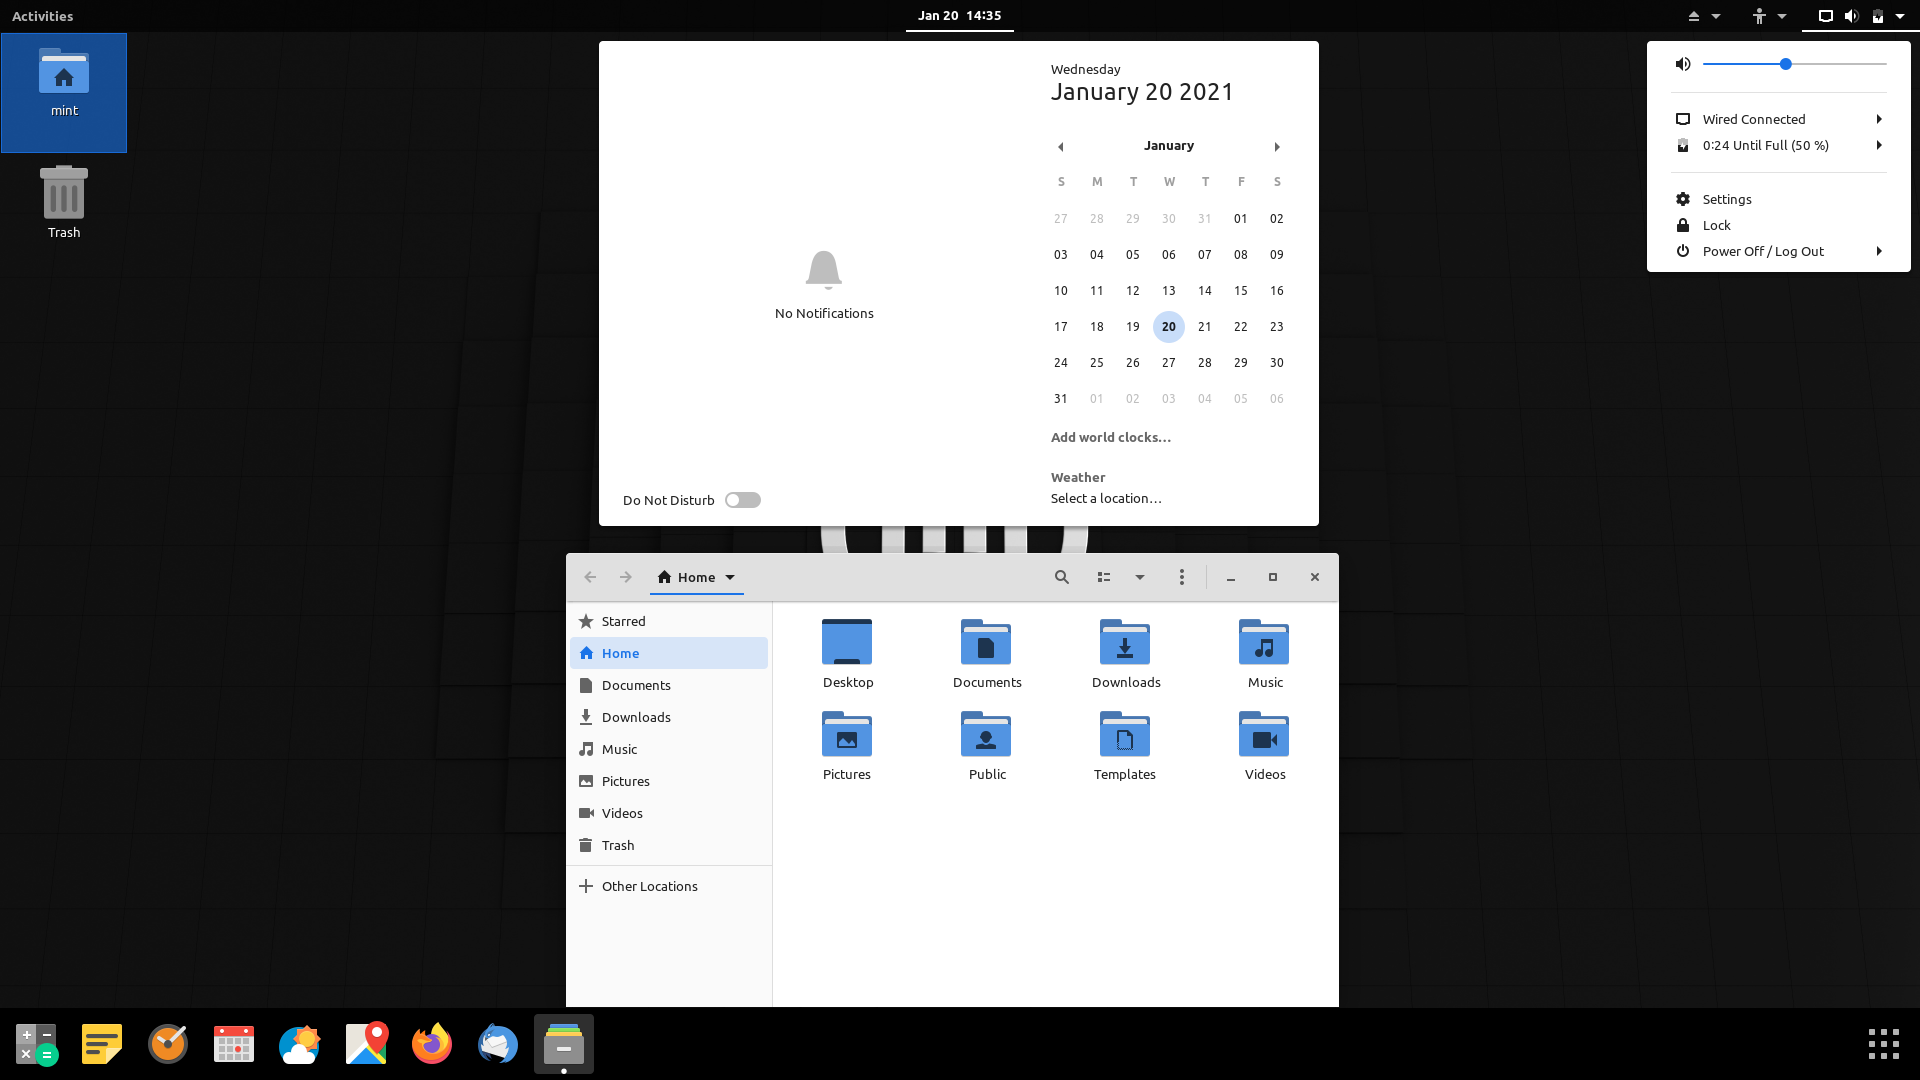 Activities
Jan 20 14:35
mint
Trash
No Notifications
Do Not Disturb
Wednesday
January 20 2021
January
S M T W T F S
27 28 29 30 31 01 02
03 04 05 06 07 08 09
10 11 12 13 14 15 16
17 18 19 20 21 22 23
24 25 26 27 28 29 30
31 01 02 03 04 05 06
Add world clocks...
Weather
Select a location...
Wired Connected
0:24 Until Full (50 %)
Settings
Lock
Power Off / Log Out
Home
Starred
Home
Documents
Downloads
Music
Pictures
Videos
Trash
Other Locations
Desktop Documents Downloads Music
Pictures Public Templates Videos